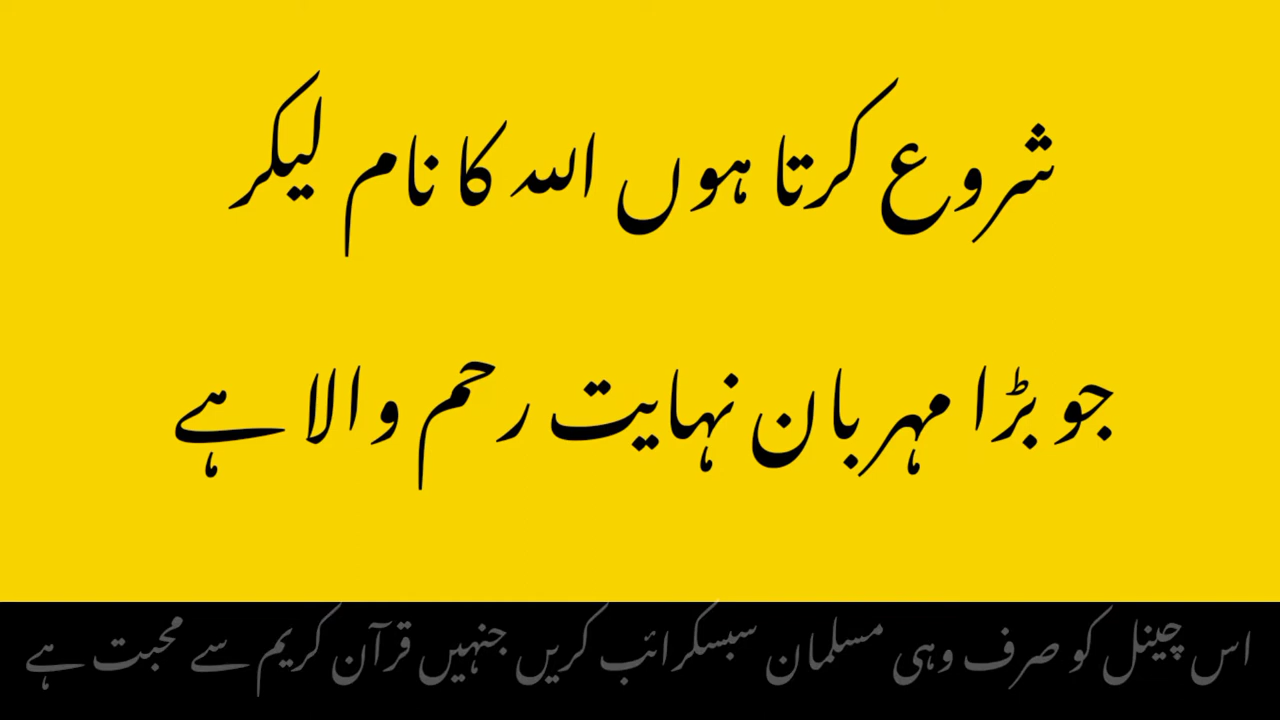 شروع کرتا ہوں اللہ کا نام لیکر
جو بڑا مہربان نہایت رحم والا ہے
اس چینل کو صرف وہی مسلمان سبسکرائب کریں جنہیں قرآن کریم سے محبت ہے